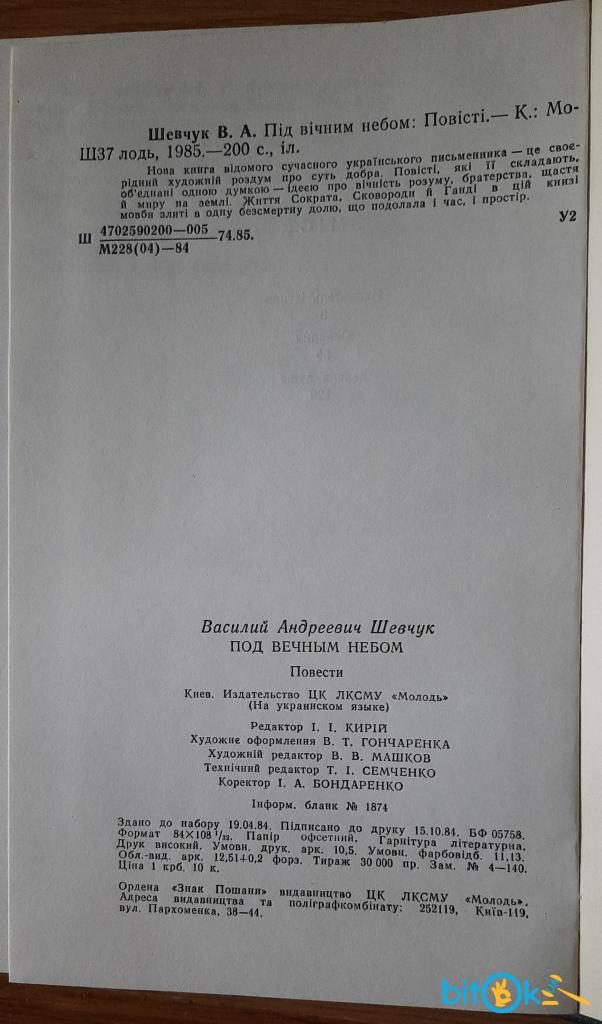 Шевчук В. А. Під вічним небом: Повісті.— К.: Мо-
Ш37 лодь, 1985.—200 с., іл.
Нова книга відомого сучасного українського письменника — це своє-
рідний художній роздум про суть добра. Повісті, які її складають,
об'єднані однією думкою — ідеєю про вічність розуму, братерства, щастя
й миру на землі. Життя Сократа, Сковороди й Ганді в цій книзі
мовби злиті в одну безсмертну долю, що подолала і час, і простір.
Ш 4702590200—005
М228(04)—84
74.85.
У2
Василий Андреевич Шевчук
ПОД ВЕЧНЫМ НЕБОМ
Повести
Киев. Издательство ЦК ЛКСМУ «Молодь»
(На украинском языке)
Редактор І. І. КИРІЙ
Художнє оформлення В. Т. ГОНЧАРЕНКА
Художній редактор В. В. МАШКОВ
Технічний редактор Т. І. СЕМЧЕНКО
Коректор І. А. БОНДАРЕНКО
Інформ. бланк № 1874
Здано до набору 19.04.84. Підписано до друку 15.10.84. БФ 05758.
Формат 84×108 1/32. Папір офсетний. Гарнітура літературна.
Друк високий. Умовн. друк. арк. 10,5. Умовн. фарбовідб. 11,13.
Обл.-вид. арк. 12,51+0,2 форз. Тираж 30 000 пр. Зам. № 4—140.
Ціна 1 крб. 10 к.
Ордена «Знак Пошани» видавництво ЦК ЛКСМУ «Молодь».
Адреса видавництва та поліграфкомбінату: 252119, Київ-119,
вул. Пархоменка, 38—44.
bitok